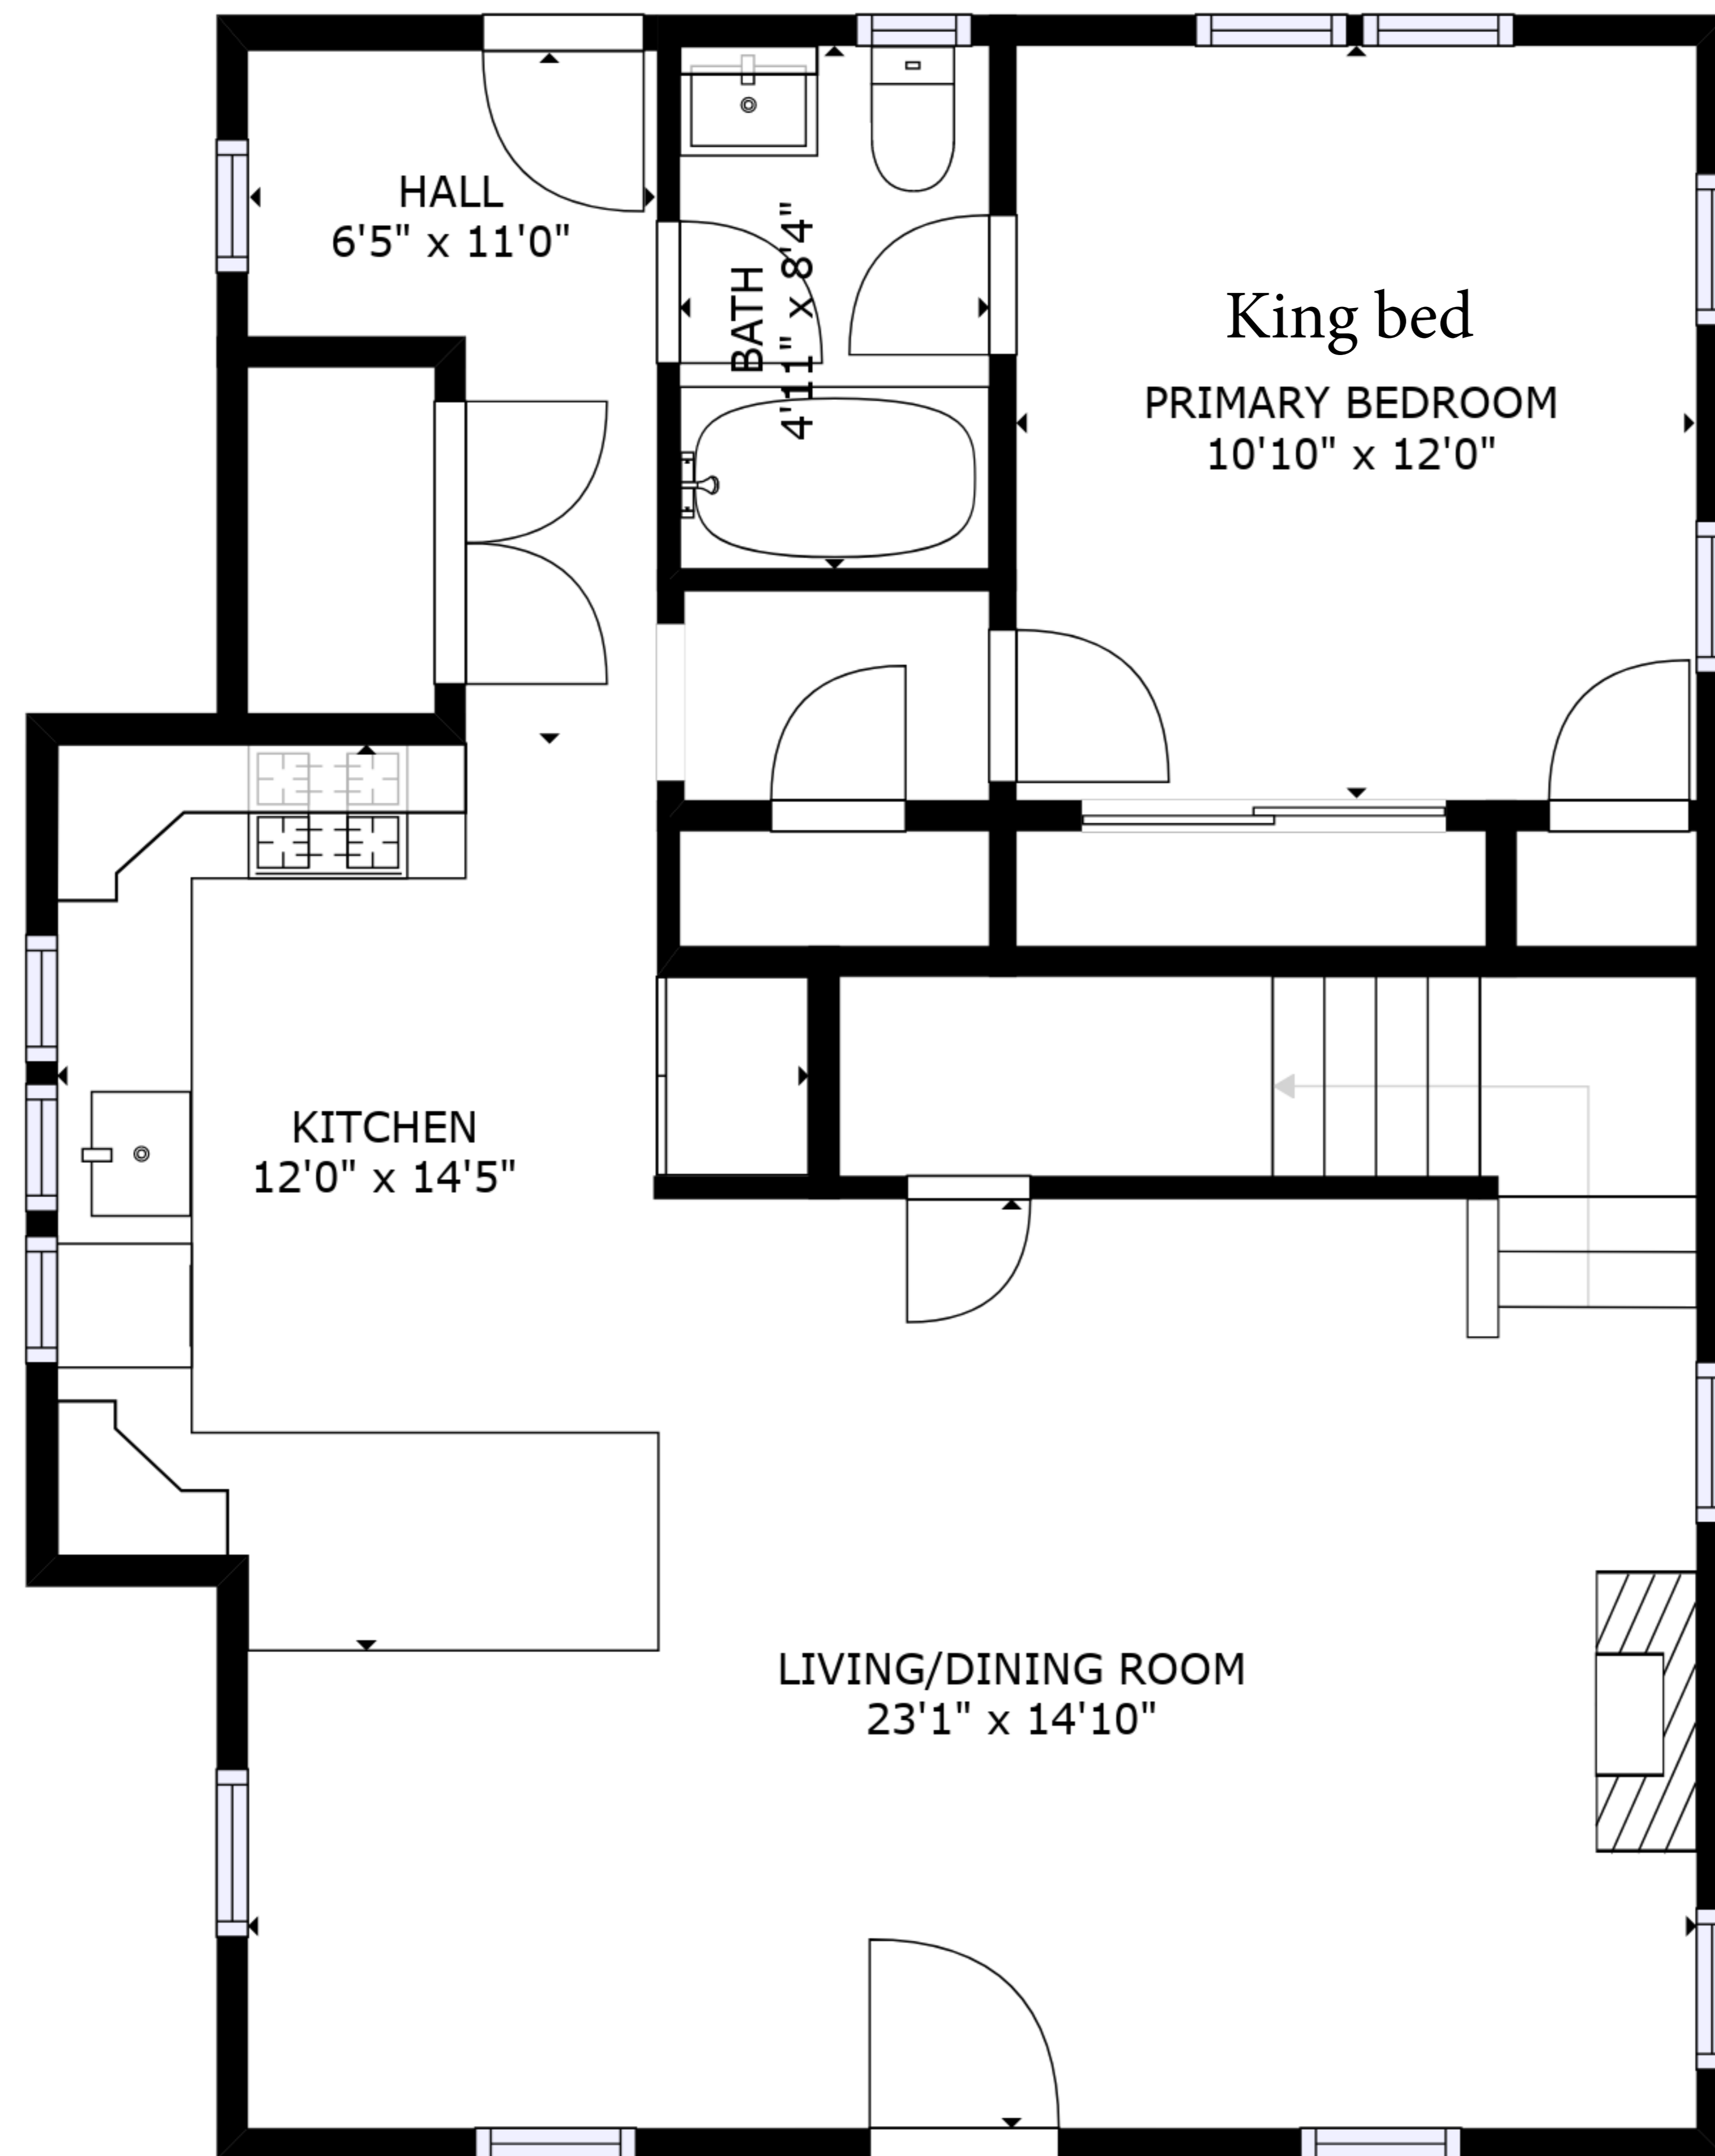 HALL
6'5" x 11'0"
BATH
4'11" x 8'4"
King bed
PRIMARY BEDROOM
10'10" x 12'0"
KITCHEN
12'0" x 14'5"
LIVING/DINING ROOM
23'1" x 14'10"